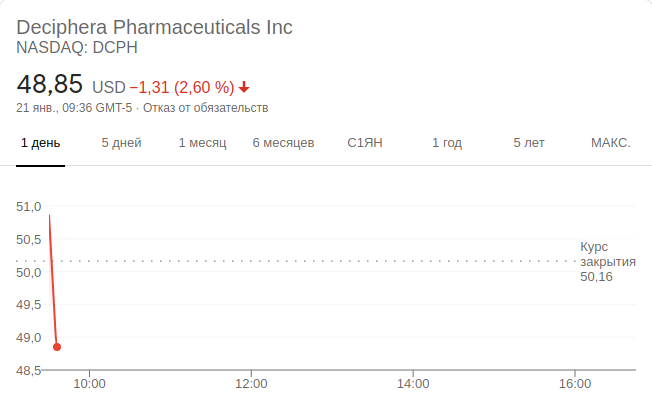 Deciphera Pharmaceuticals Inc
NASDAQ: DCPH
48,85 USD −1,31 (2,60 %)
21 янв., 09:36 GMT-5 · Отказ от обязательств
1 день 5 дней 1 месяц 6 месяцев С1ЯН 1 год 5 лет МАКС.
51,0
50,5
50,0
49,5
49,0
48,5
Курс
закрытия
50,16
10:00 12:00 14:00 16:00